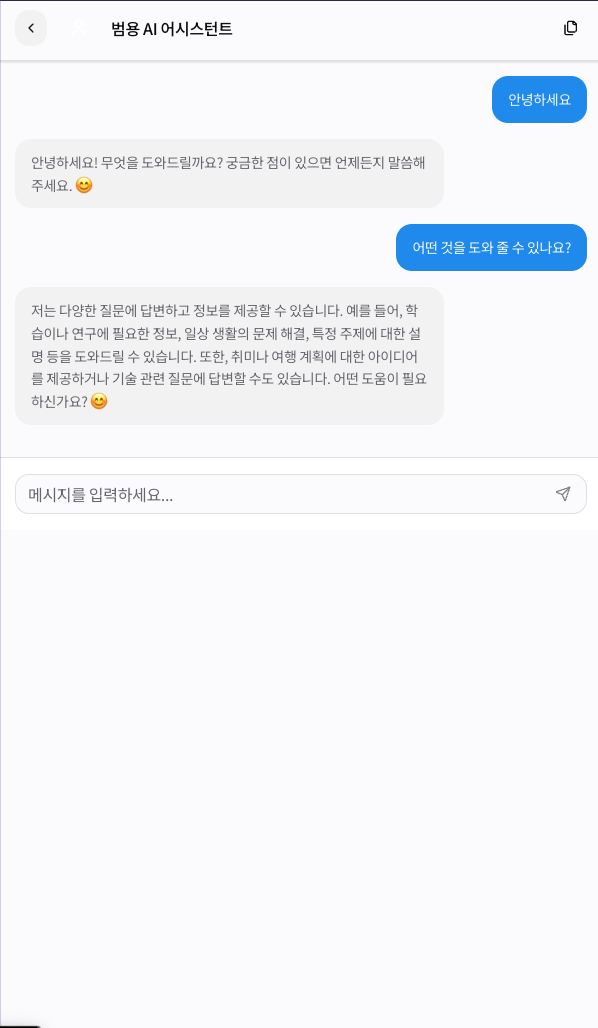 범용 AI 어시스턴트
안녕하세요
안녕하세요! 무엇을 도와드릴까요? 궁금한 점이 있으면 언제든지 말씀해
주세요. 😊
어떤 것을 도와 줄 수 있나요?
저는 다양한 질문에 답변하고 정보를 제공할 수 있습니다. 예를 들어, 학
습이나 연구에 필요한 정보, 일상 생활의 문제 해결, 특정 주제에 대한 설
명 등을 도와드릴 수 있습니다. 또한, 취미나 여행 계획에 대한 아이디어
를 제공하거나 기술 관련 질문에 답변할 수도 있습니다. 어떤 도움이 필요
하신가요? 😊
메시지를 입력하세요...